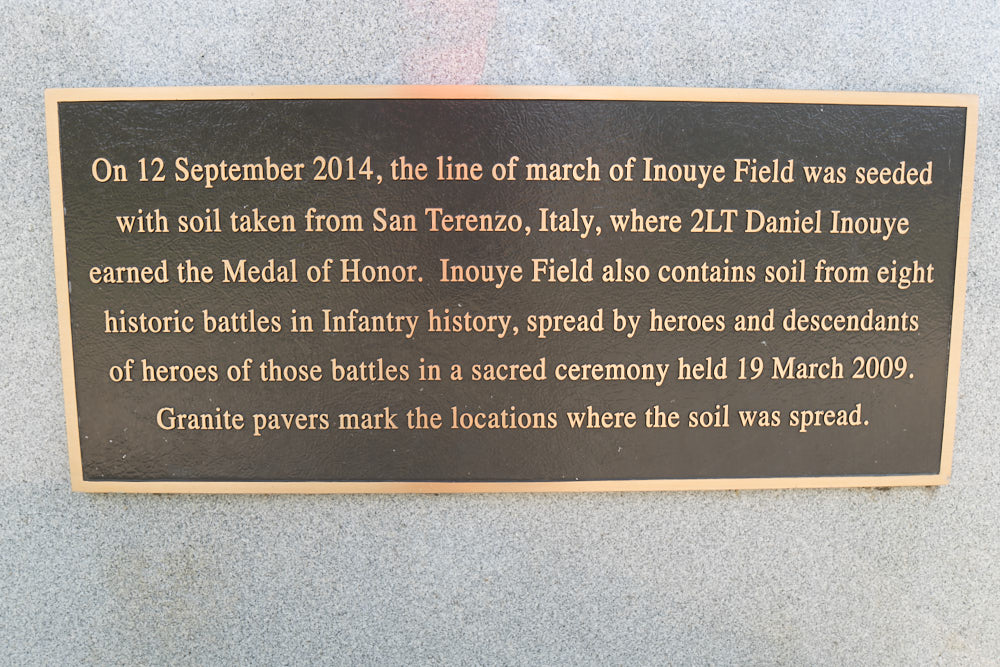 On 12 September 2014, the line of march of Inouye Field was seeded
with soil taken from San Terenzo, Italy, where 2LT Daniel Inouye
earned the Medal of Honor.  Inouye Field also contains soil from eight
historic battles in Infantry history, spread by heroes and descendants
of heroes of those battles in a sacred ceremony held 19 March 2009.
Granite pavers mark the locations where the soil was spread.